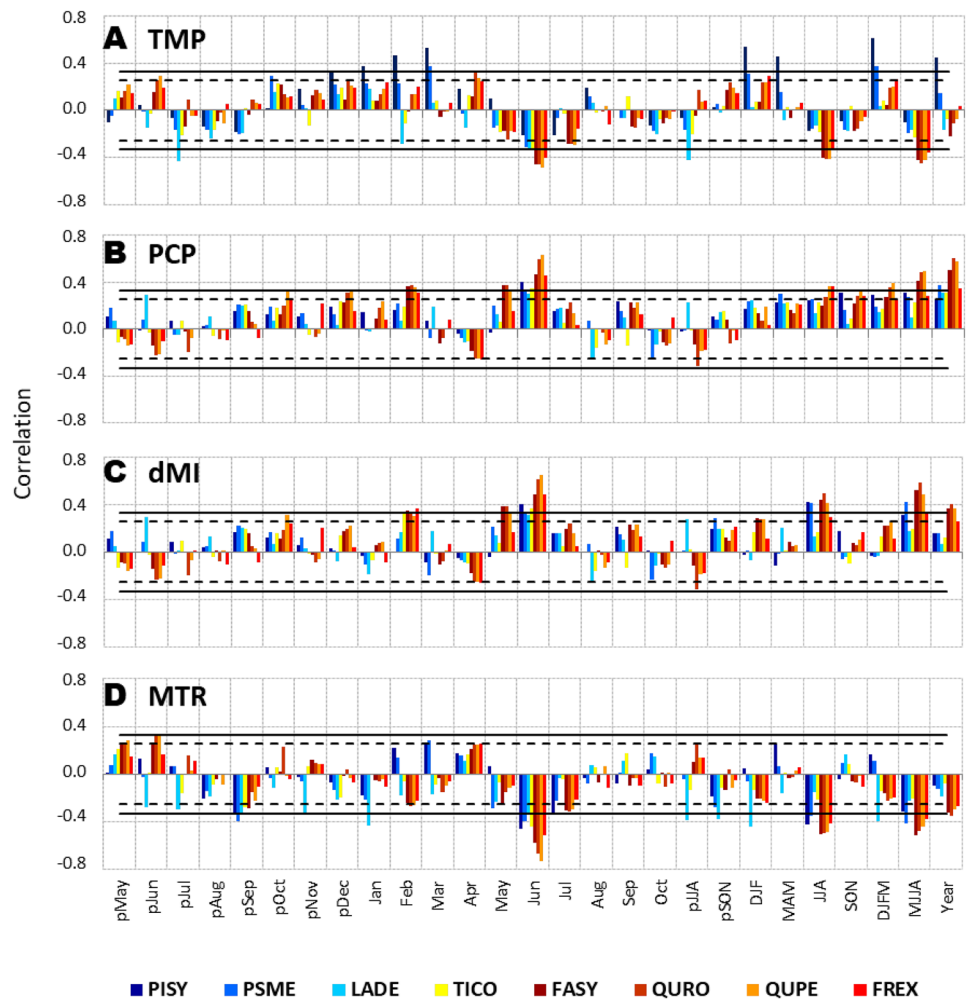 A TMP
0.8
0.4
0.0
-0.4
-0.8
B PCP
0.8
0.4
0.0
-0.4
-0.8
Correlation
C dMI
0.8
0.4
0.0
-0.4
-0.8
D MTR
0.8
0.4
0.0
-0.4
-0.8
pMay pJun pJul pAug pSep pOct pNov pDec Jan Feb Mar Apr May Jun Jul Aug Sep Oct pJJA pSON DJF MAM JJA SON DJFM MJJA Year
PISY PSME LADE TICO FASY QURO QUPE FREX